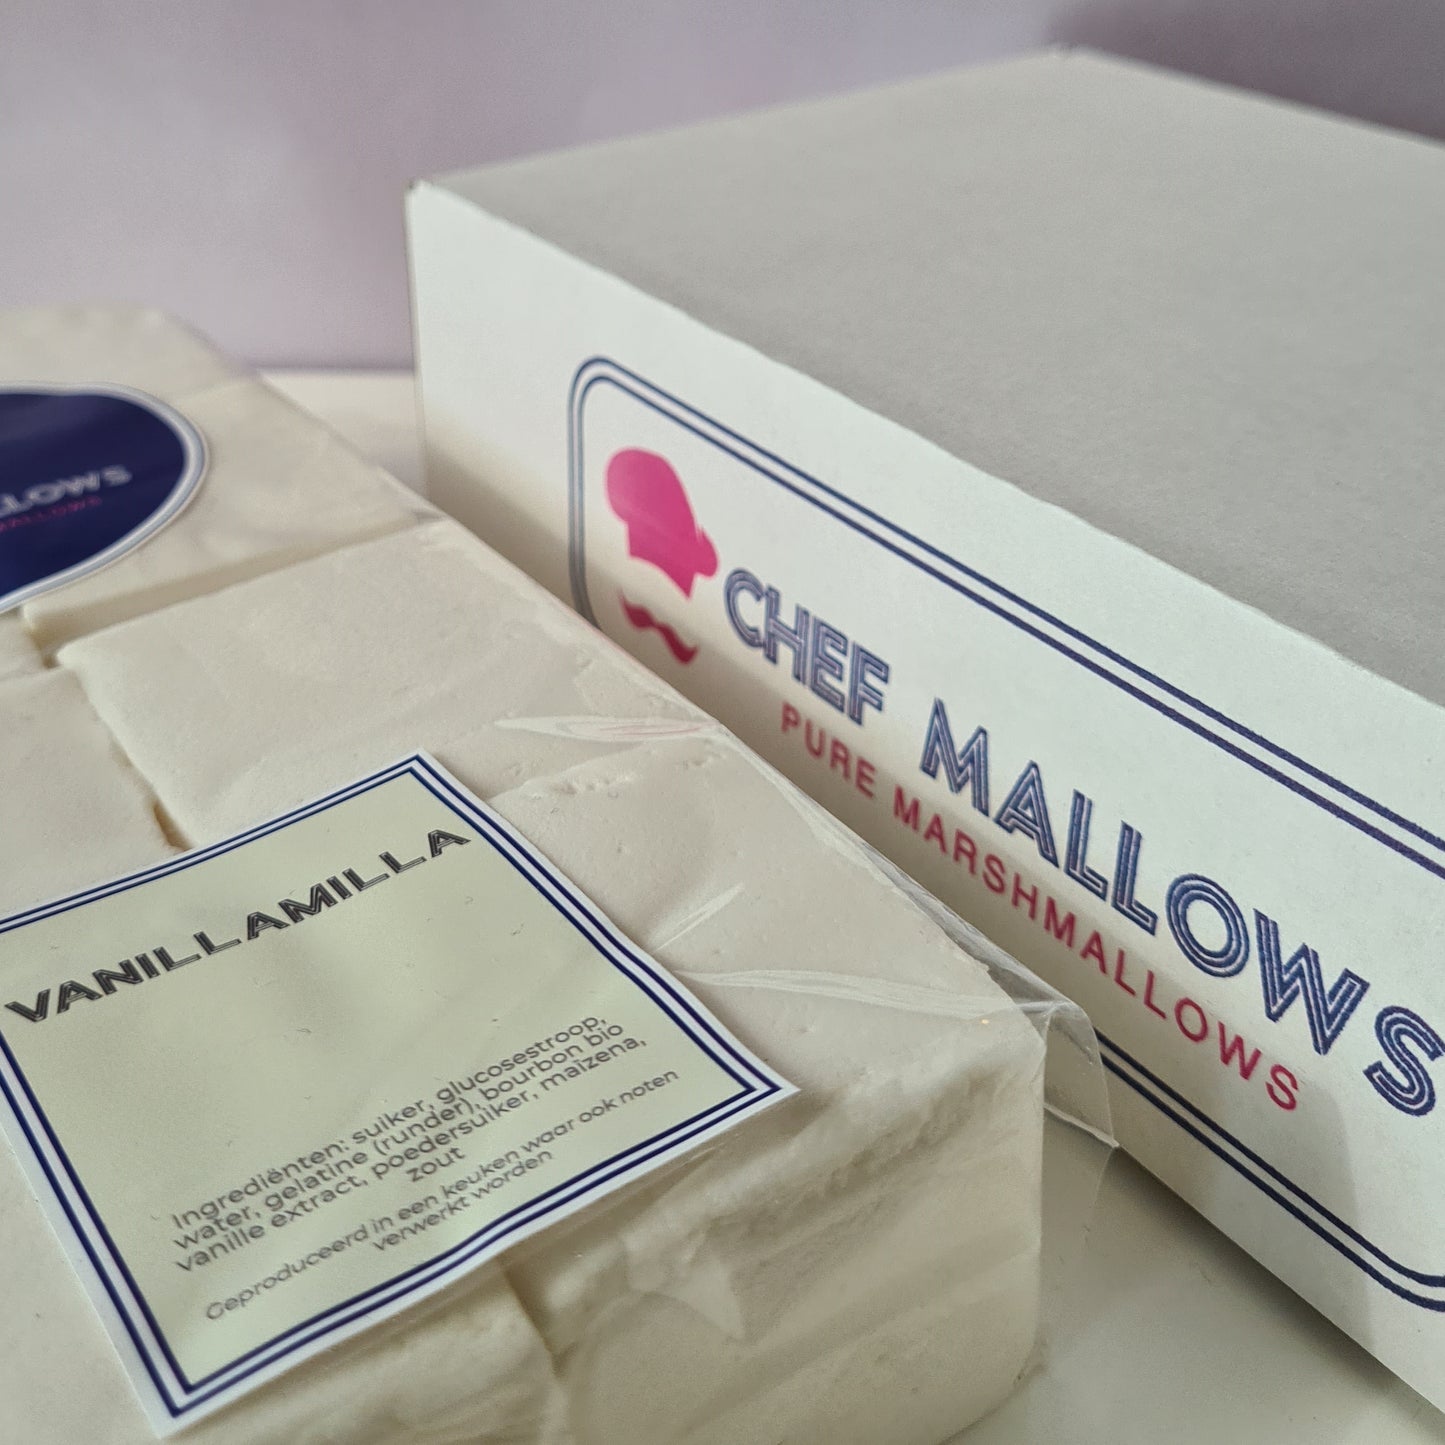 CHEF MALLOWS
PURE MARSHMALLOWS
VANILLAMILLA
Ingrediënten: suiker, glucosestroop,
water, gelatine (runder), bourbon bio
vanille extract, poedersuiker, maïzena,
zout
Geproduceerd in een keuken waar ook noten
verwerkt worden